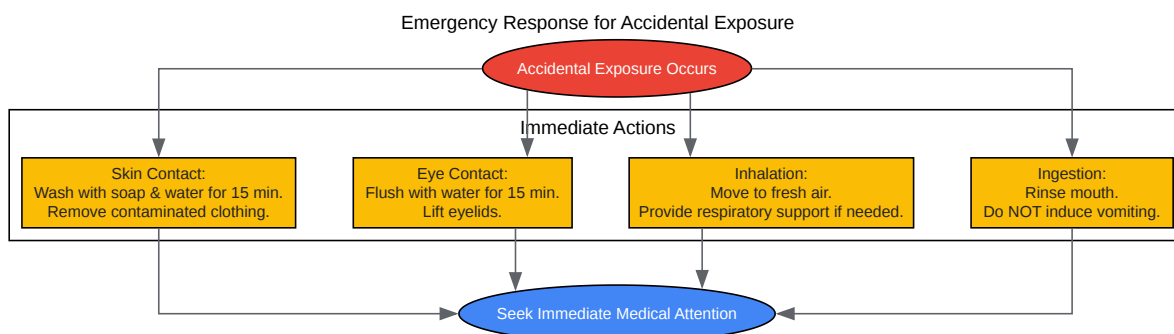 Emergency Response for Accidental Exposure
Accidental Exposure Occurs
Immediate Actions
Skin Contact:
Wash with soap & water for 15 min.
Remove contaminated clothing.
Eye Contact:
Flush with water for 15 min.
Lift eyelids.
Inhalation:
Move to fresh air.
Provide respiratory support if needed.
Ingestion:
Rinse mouth.
Do NOT induce vomiting.
Seek Immediate Medical Attention